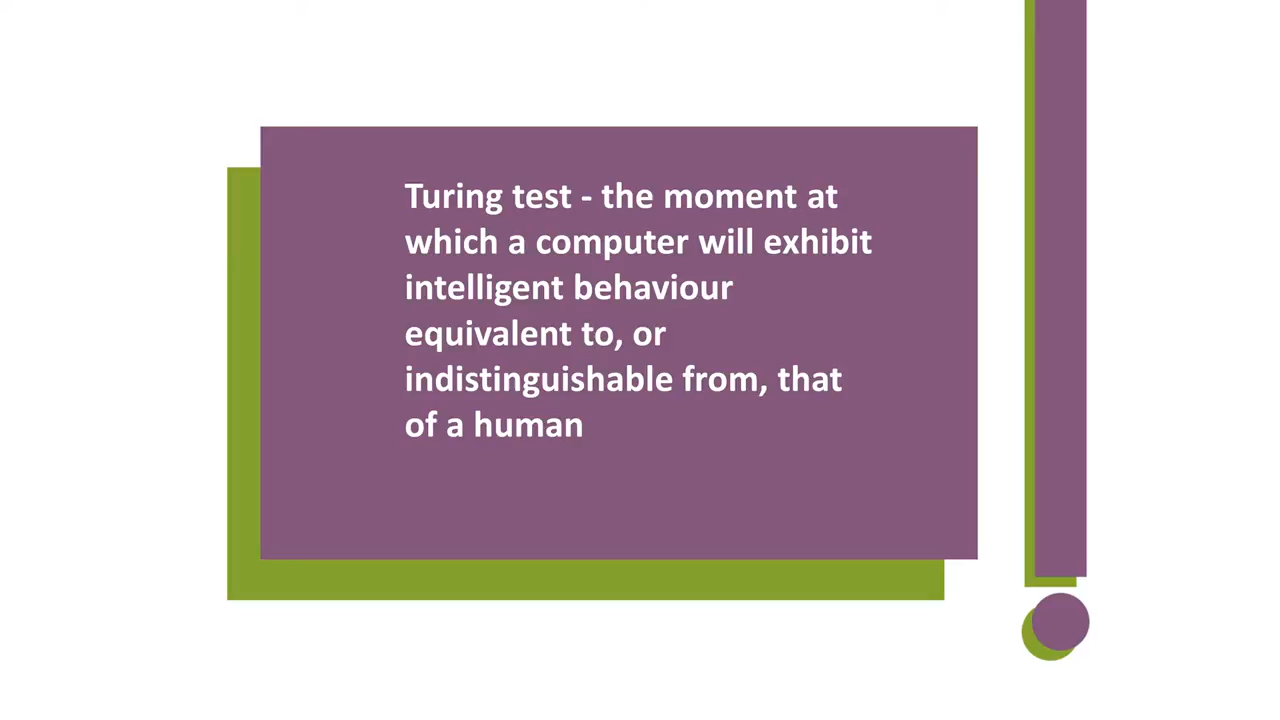 Turing test - the moment at
which a computer will exhibit
intelligent behaviour
equivalent to, or
indistinguishable from, that
of a human